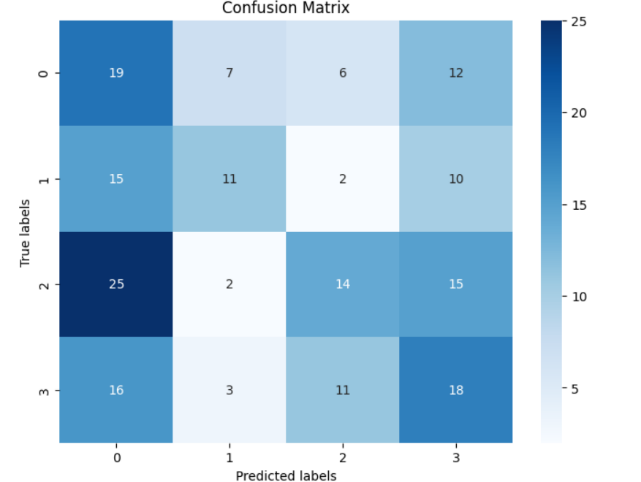 Confusion Matrix
0 19 7 6 12
1 15 11 2 10
2 25 2 14 15
3 16 3 11 18
0 1 2 3
True labels
Predicted labels
25
20
15
10
5